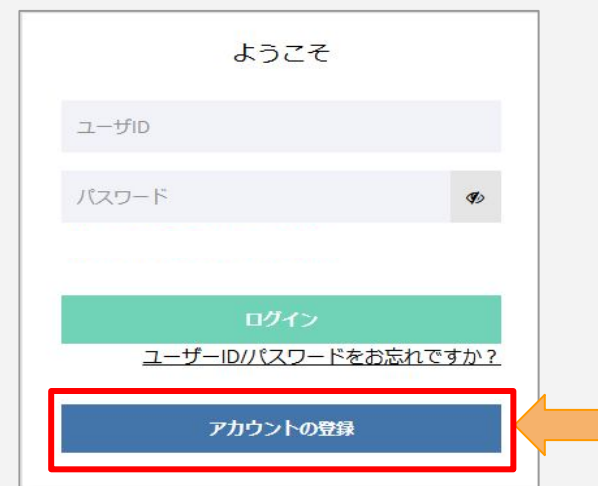 ようこそ
ユーザID
パスワード
ログイン
ユーザーID/パスワードをお忘れですか？
アカウントの登録